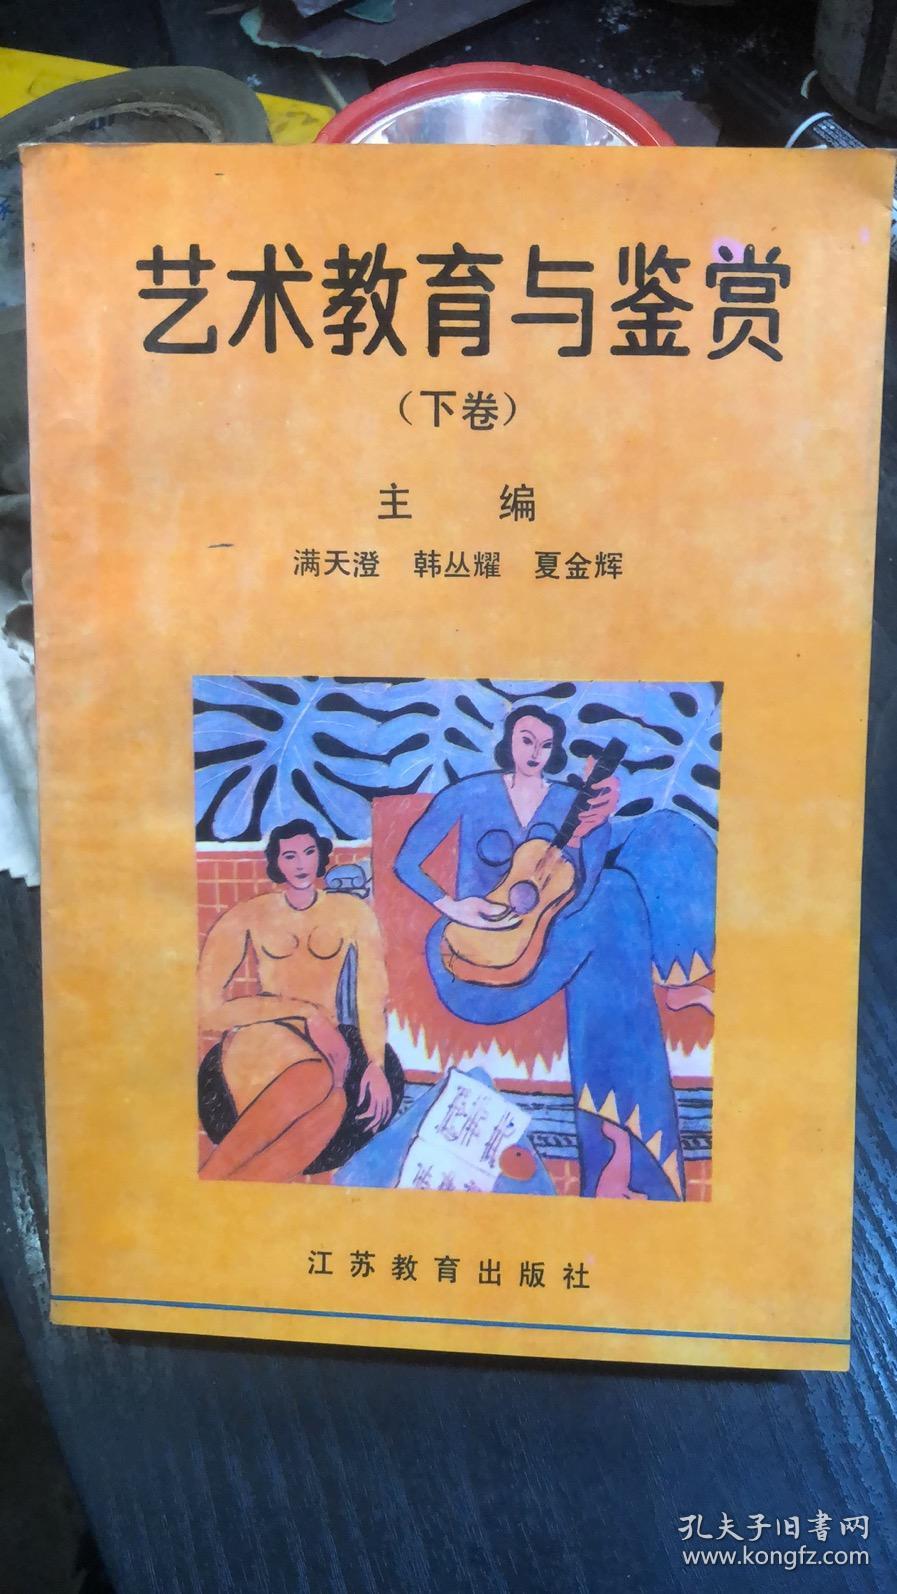 艺术教育与鉴赏
（下卷）
主 编
满天澄 韩丛耀 夏金辉
江苏教育出版社
孔夫子旧书网
www.kongfz.com